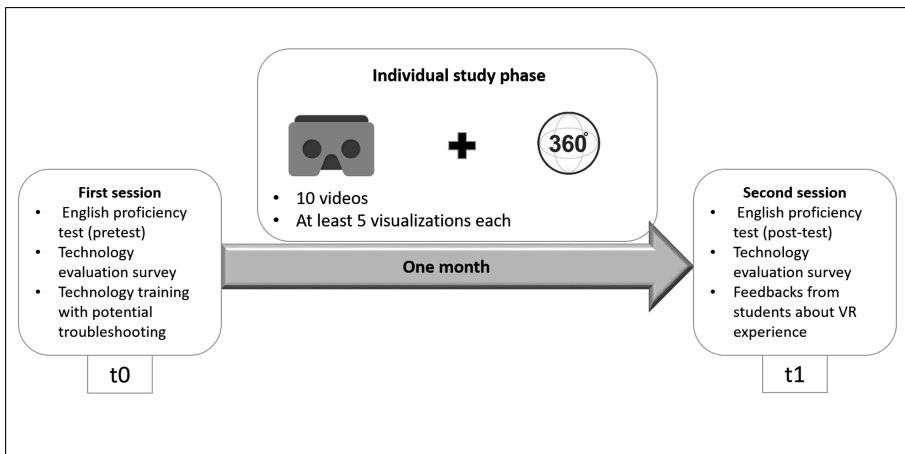 Individual study phase
360°
• 10 videos
• At least 5 visualizations each
First session
• English proficiency
test (pretest)
• Technology
evaluation survey
• Technology training
with potential
troubleshooting
t0
One month
Second session
• English proficiency
test (post-test)
• Technology
evaluation survey
• Feedbacks from
students about VR
experience
t1